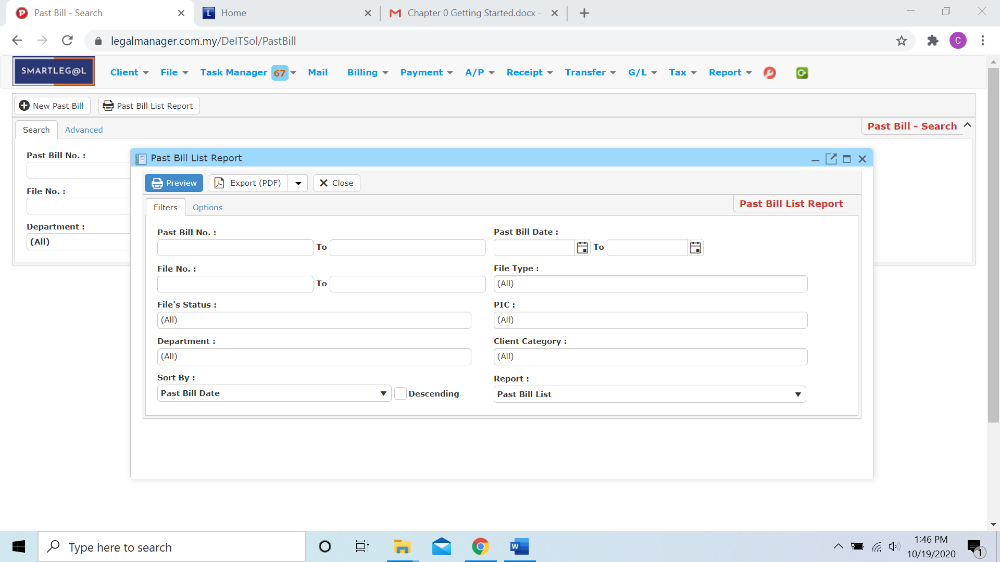 Past Bill - Search
Home
Chapter 0 Getting Started.docx -
legalmanager.com.my/DeITSol/PastBill
C
SMARTLEG@L
Client
File
Task Manager 67
Mail
Billing
Payment
A/P
Receipt
Transfer
G/L
Tax
Report
New Past Bill
Past Bill List Report
Search
Advanced
Past Bill - Search
Past Bill No. :
File No. :
Department :
(All)
Past Bill List Report
Preview
Export (PDF)
Close
Filters
Options
Past Bill List Report
Past Bill No. :
To
Past Bill Date :
To
File No. :
To
File Type :
(All)
File's Status :
(All)
PIC :
(All)
Department :
(All)
Client Category :
(All)
Sort By :
Past Bill Date
Descending
Report :
Past Bill List
Type here to search
1:46 PM
10/19/2020
1